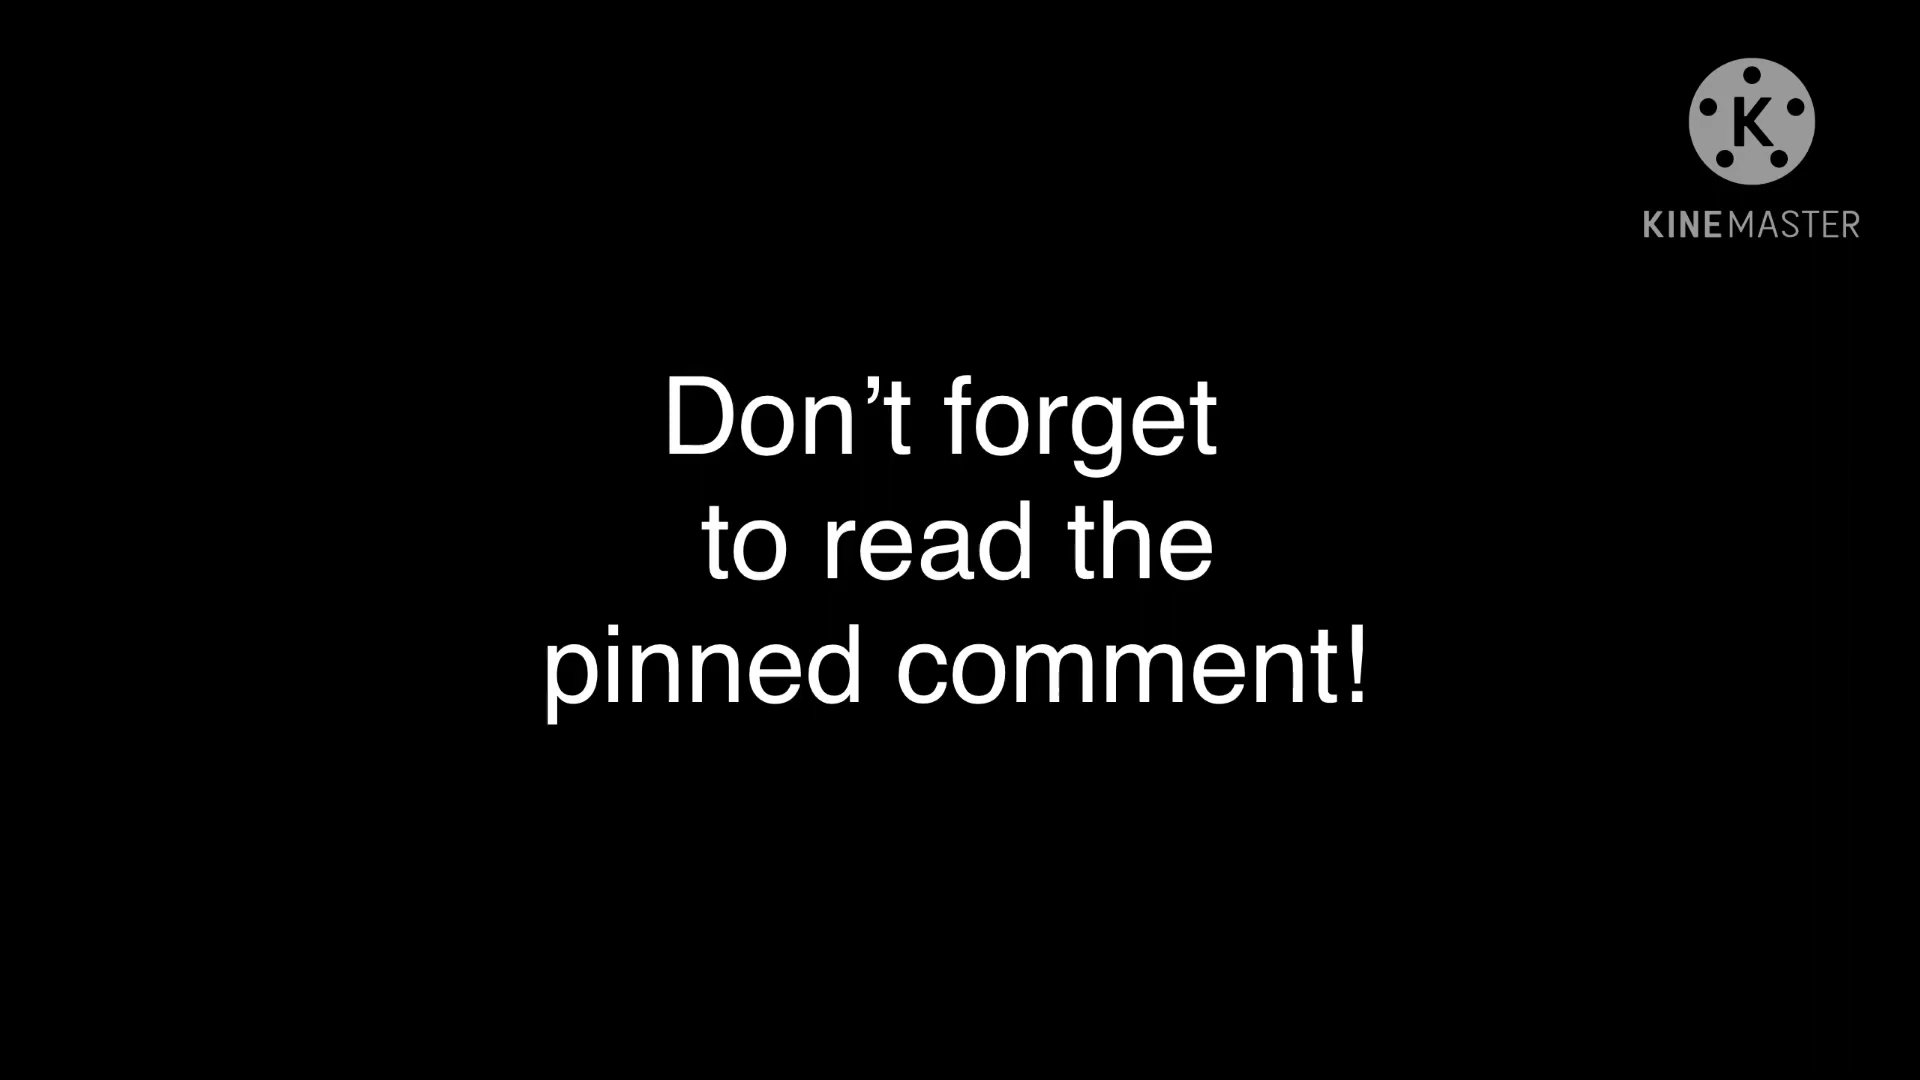 K
KINEMASTER
Don’t forget
to read the
pinned comment!